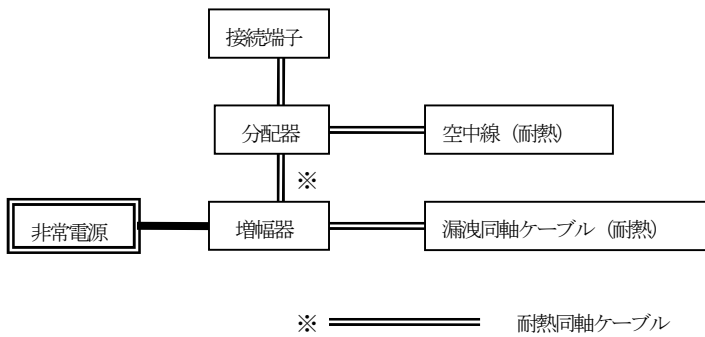 接続端子
分配器
空中線（耐熱）
※
非常電源
増幅器
漏洩同軸ケーブル（耐熱）
※
耐熱同軸ケーブル